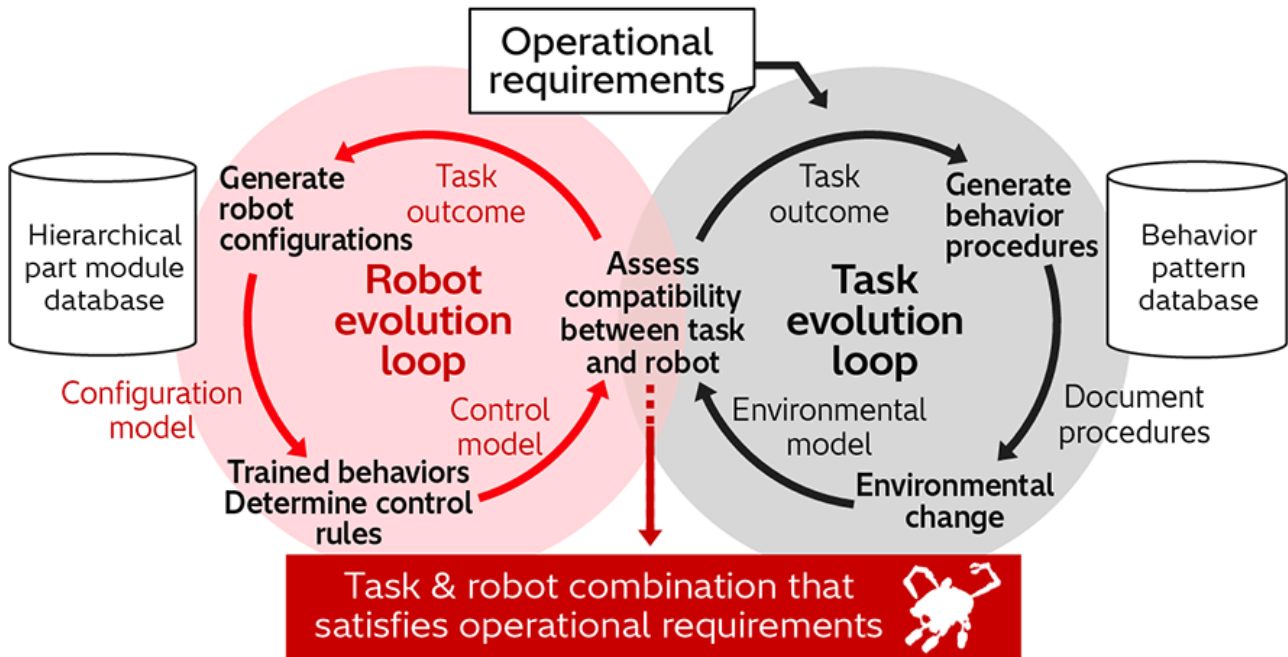 Operational
requirements
Hierarchical
part module
database
Generate
robot
configurations
Task
outcome
Robot
evolution
loop
Configuration
model
Control
model
Trained behaviors
Determine control
rules
Assess
compatibility
between task
and robot
Task
outcome
Generate
behavior
procedures
Task
evolution
loop
Behavior
pattern
database
Environmental
model
Document
procedures
Environmental
change
Task & robot combination that
satisfies operational requirements